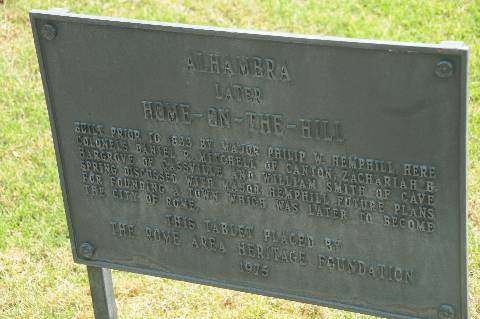 ALHAMBRA
LATER
HOME-ON-THE-HILL
BUILT PRIOR TO 1833 BY MAJOR PHILIP W. HEMPHILL. HERE
COLONELS DANIEL R. MITCHELL OF CANTON, ZACHARIAH B.
HARGROVE OF CASSVILLE AND WILLIAM SMITH OF CAVE
SPRING DISCUSSED WITH MAJOR HEMPHILL FUTURE PLANS
FOR FOUNDING A TOWN WHICH WAS LATER TO BECOME
THE CITY OF ROME.
THIS TABLET PLACED BY
THE ROME AREA HERITAGE FOUNDATION
1975